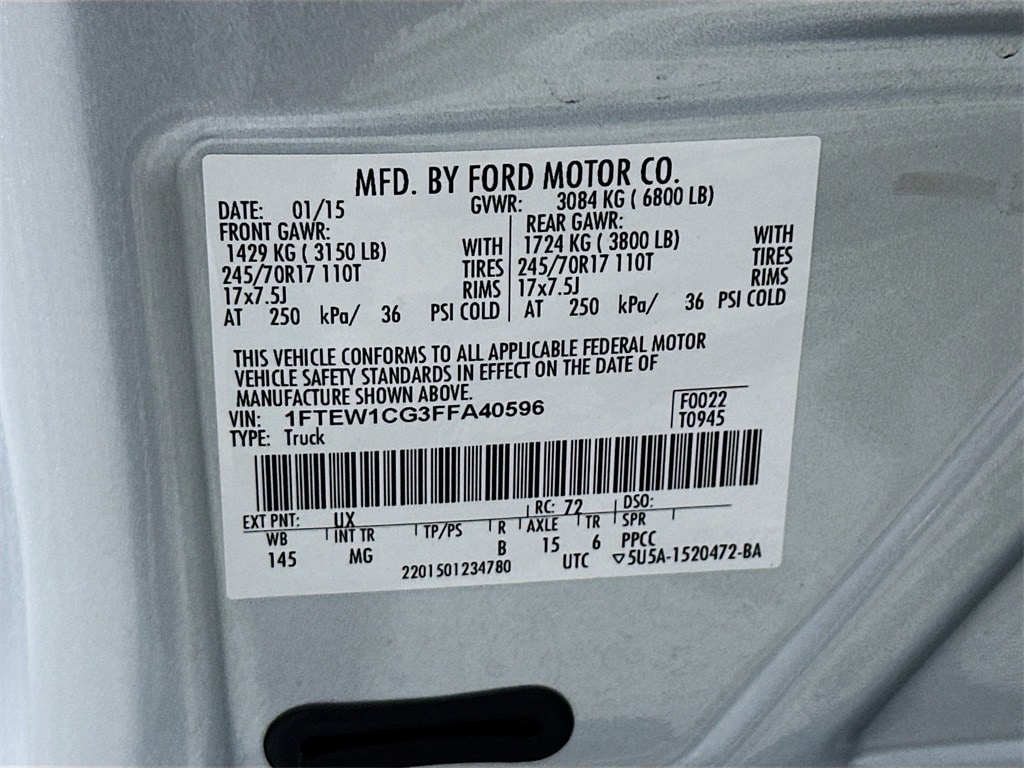 MFD. BY FORD MOTOR CO.
DATE: 01/15 GVWR: 3084 KG ( 6800 LB)
FRONT GAWR: REAR GAWR:
1429 KG ( 3150 LB) WITH 1724 KG ( 3800 LB) WITH
245/70R17 110T TIRES 245/70R17 110T TIRES
17x7.5J RIMS 17x7.5J RIMS
AT 250 kPa/ 36 PSI COLD AT 250 kPa/ 36 PSI COLD
THIS VEHICLE CONFORMS TO ALL APPLICABLE FEDERAL MOTOR
VEHICLE SAFETY STANDARDS IN EFFECT ON THE DATE OF
MANUFACTURE SHOWN ABOVE.
VIN: 1FTEW1CG3FFA40596 F0022
TYPE: Truck T0945
EXT PNT: UX RC: 72 DSO:
WB INT TR TP/PS R AXLE TR SPR
145 MG B 15 6 PPCC
2201501234780 UTC ▽5U5A-1520472-BA